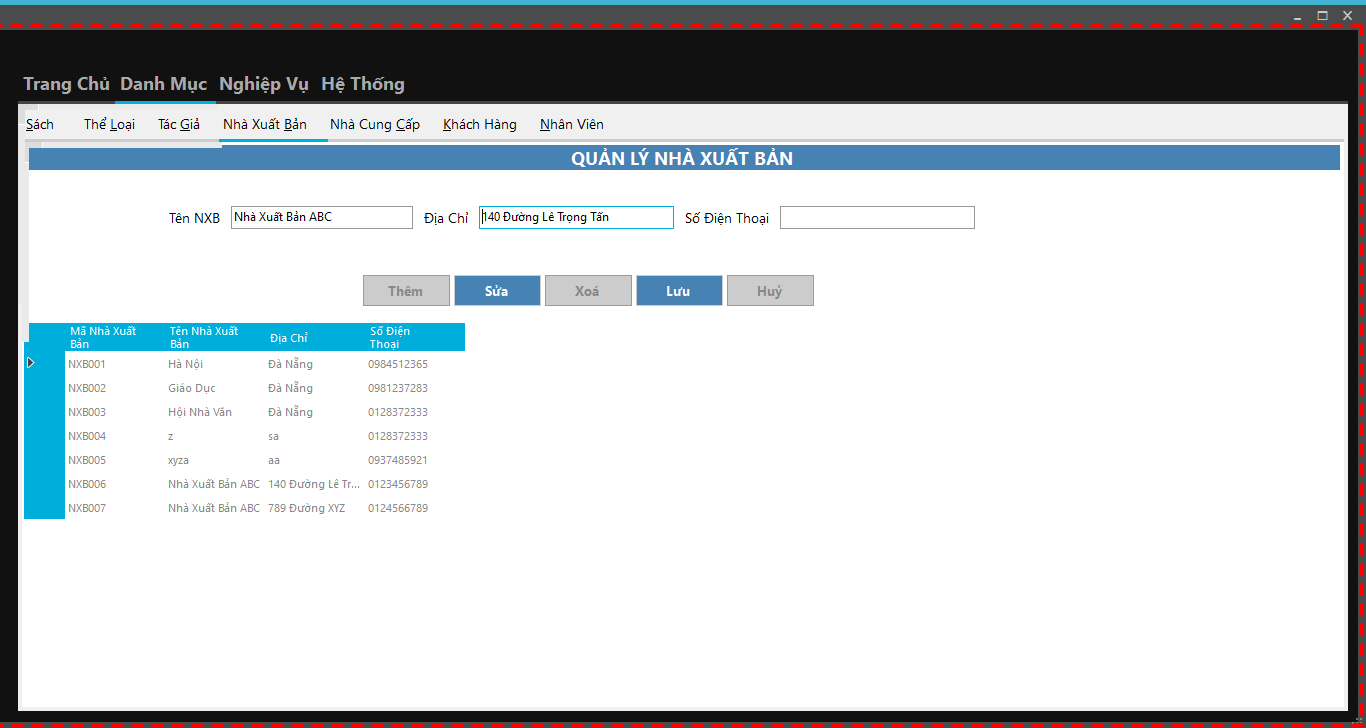 Trang Chủ Danh Mục Nghiệp Vụ Hệ Thống
Sách Thể Loại Tác Giả Nhà Xuất Bản Nhà Cung Cấp Khách Hàng Nhân Viên
QUẢN LÝ NHÀ XUẤT BẢN
Tên NXB Nhà Xuất Bản ABC Địa Chỉ 140 Đường Lê Trọng Tấn Số Điện Thoại
Thêm Sửa Xoá Lưu Huỷ
Mã Nhà Xuất Bản Tên Nhà Xuất Bản Địa Chỉ Số Điện Thoại
NXB001 Hà Nội Đà Nẵng 0984512365
NXB002 Giáo Dục Đà Nẵng 0981237283
NXB003 Hội Nhà Văn Đà Nẵng 0128372333
NXB004 z sa 0128372333
NXB005 xyza aa 0937485921
NXB006 Nhà Xuất Bản ABC 140 Đường Lê Tr... 0123456789
NXB007 Nhà Xuất Bản ABC 789 Đường XYZ 0124566789